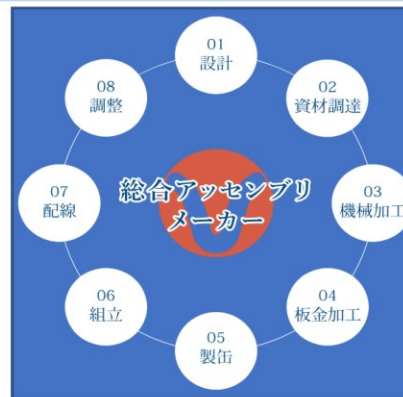 01
設計
02
資材調達
03
機械加工
04
板金加工
05
製缶
06
組立
07
配線
08
調整
総合アッセンブリ
メーカー